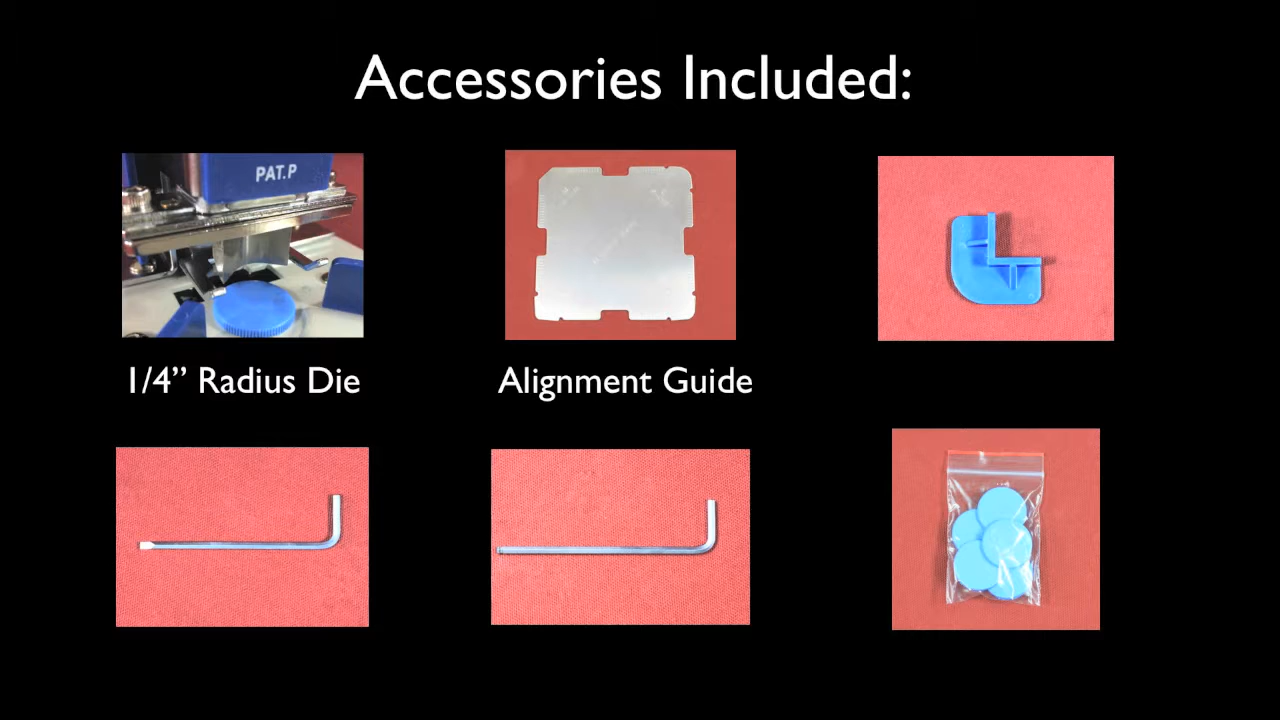 Accessories Included:
PAT.P
1/4” Radius Die
Alignment Guide